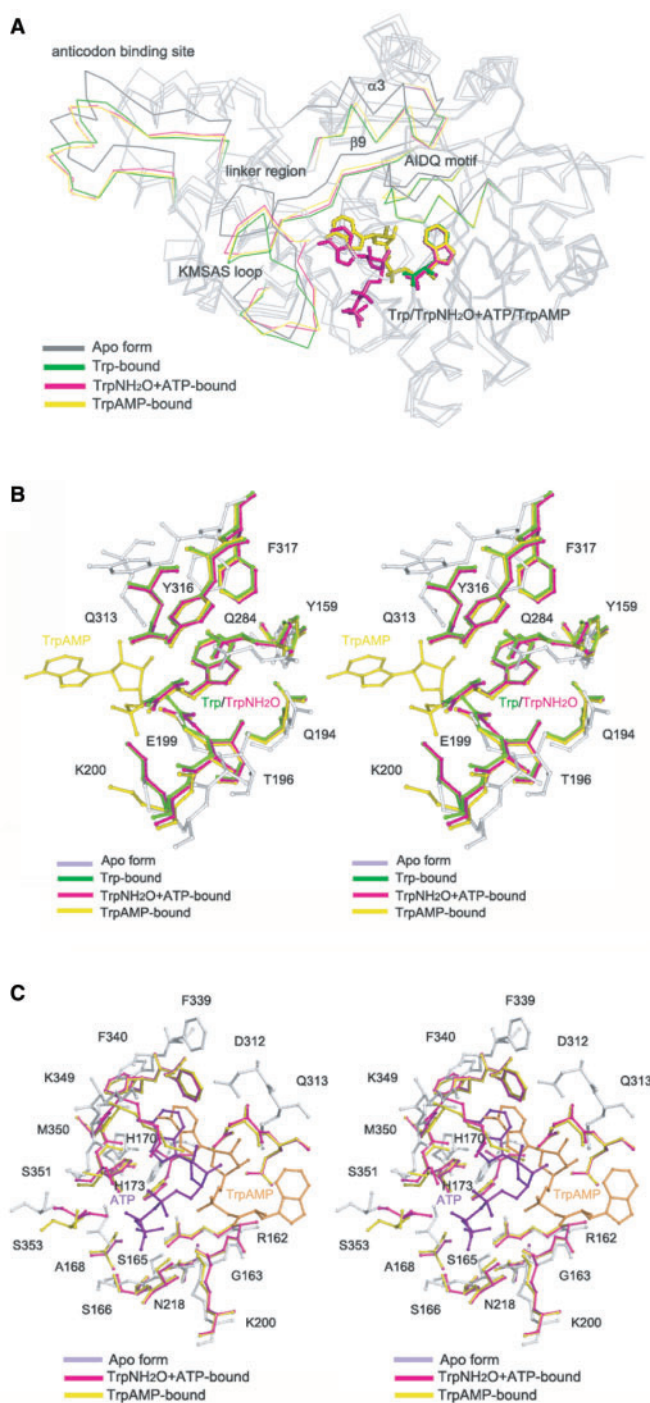 A
anticodon binding site
α3
β9
linker region
AIDQ motif
KMSAS loop
Trp/TrpNH₂O+ATP/TrpAMP
Apo form
Trp-bound
TrpNH₂O+ATP-bound
TrpAMP-bound
B
F317
Y316
Q313
Q284
Y159
TrpAMP
Trp/TrpNH₂O
Q194
E199
K200
T196
Apo form
Trp-bound
TrpNH₂O+ATP-bound
TrpAMP-bound
F317
Y316
Q313
Q284
Y159
TrpAMP
Trp/TrpNH₂O
Q194
E199
K200
T196
Apo form
Trp-bound
TrpNH₂O+ATP-bound
TrpAMP-bound
C
F339
F340
D312
K349
Q313
M350
H170
S351
H173
ATP
TrpAMP
S353
R162
A168
S165
G163
S166
N218
K200
Apo form
TrpNH₂O+ATP-bound
TrpAMP-bound
F339
F340
D312
K349
Q313
M350
H170
S351
H173
ATP
TrpAMP
S353
R162
A168
S165
G163
S166
N218
K200
Apo form
TrpNH₂O+ATP-bound
TrpAMP-bound